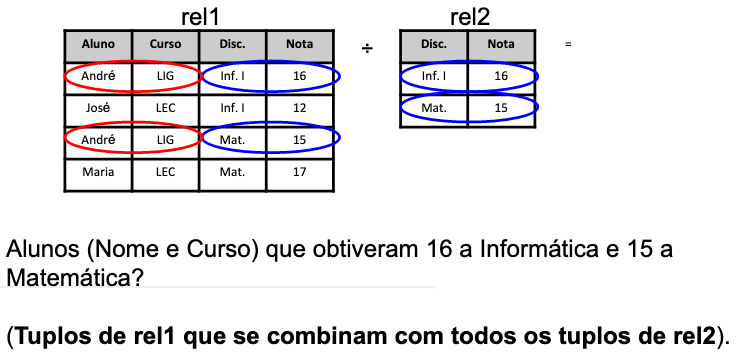 rel1 rel2
Aluno Curso Disc. Nota ÷ Disc. Nota =
André LIG Inf. I 16 Inf. I 16
José LEC Inf. I 12 Mat. 15
André LIG Mat. 15
Maria LEC Mat. 17
Alunos (Nome e Curso) que obtiveram 16 a Informática e 15 a
Matemática?
(Tuplos de rel1 que se combinam com todos os tuplos de rel2).